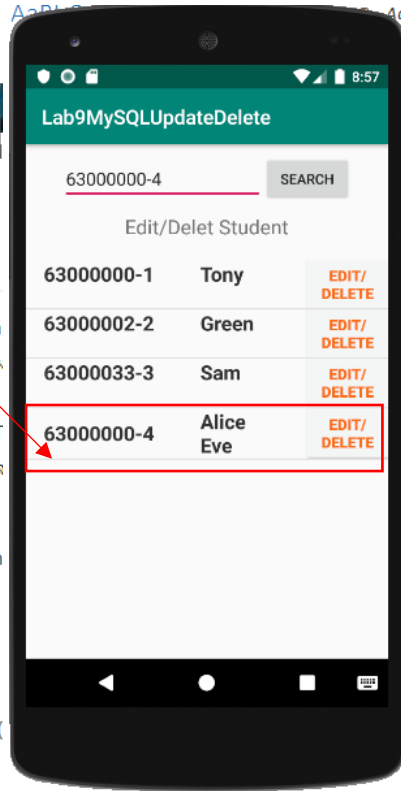 8:57
Lab9MySQLUpdateDelete
63000000-4 SEARCH
Edit/Delet Student
63000000-1 Tony EDIT/
DELETE
63000002-2 Green EDIT/
DELETE
63000033-3 Sam EDIT/
DELETE
63000000-4 Alice
Eve EDIT/
DELETE